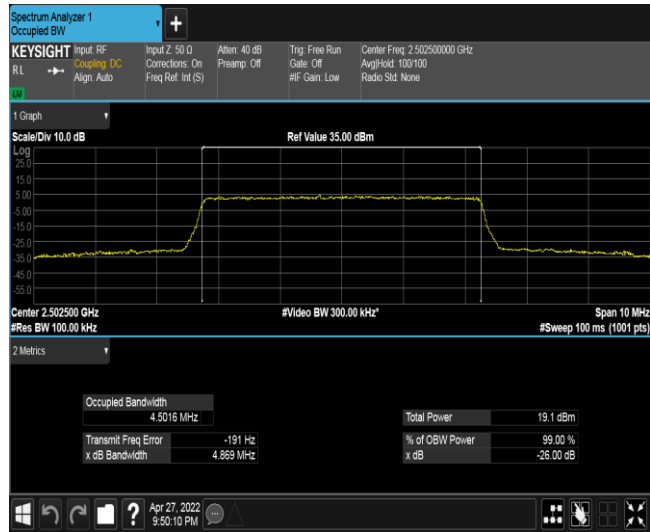 Spectrum Analyzer 1
Occupied BW
+
KEYSIGHT
RL
LXI
Input: RF
Coupling: DC
Align: Auto
Input Z: 50 Ω
Corrections: On
Freq Ref: Int (S)
Atten: 40 dB
Preamp: Off
Trig: Free Run
Gate: Off
#IF Gain: Low
Center Freq: 2.502500000 GHz
Avg|Hold: 100/100
Radio Std: None
1 Graph
Scale/Div 10.0 dB
Ref Value 35.00 dBm
Log
25.0
15.0
5.00
-5.00
-15.0
-25.0
-35.0
-45.0
-55.0
Center 2.502500 GHz
#Video BW 300.00 kHz*
Span 10 MHz
#Res BW 100.00 kHz
#Sweep 100 ms (1001 pts)
2 Metrics
Occupied Bandwidth
4.5016 MHz
Total Power 19.1 dBm
Transmit Freq Error -191 Hz
% of OBW Power 99.00 %
x dB Bandwidth 4.869 MHz
x dB -26.00 dB
?
Apr 27, 2022
9:50:10 PM